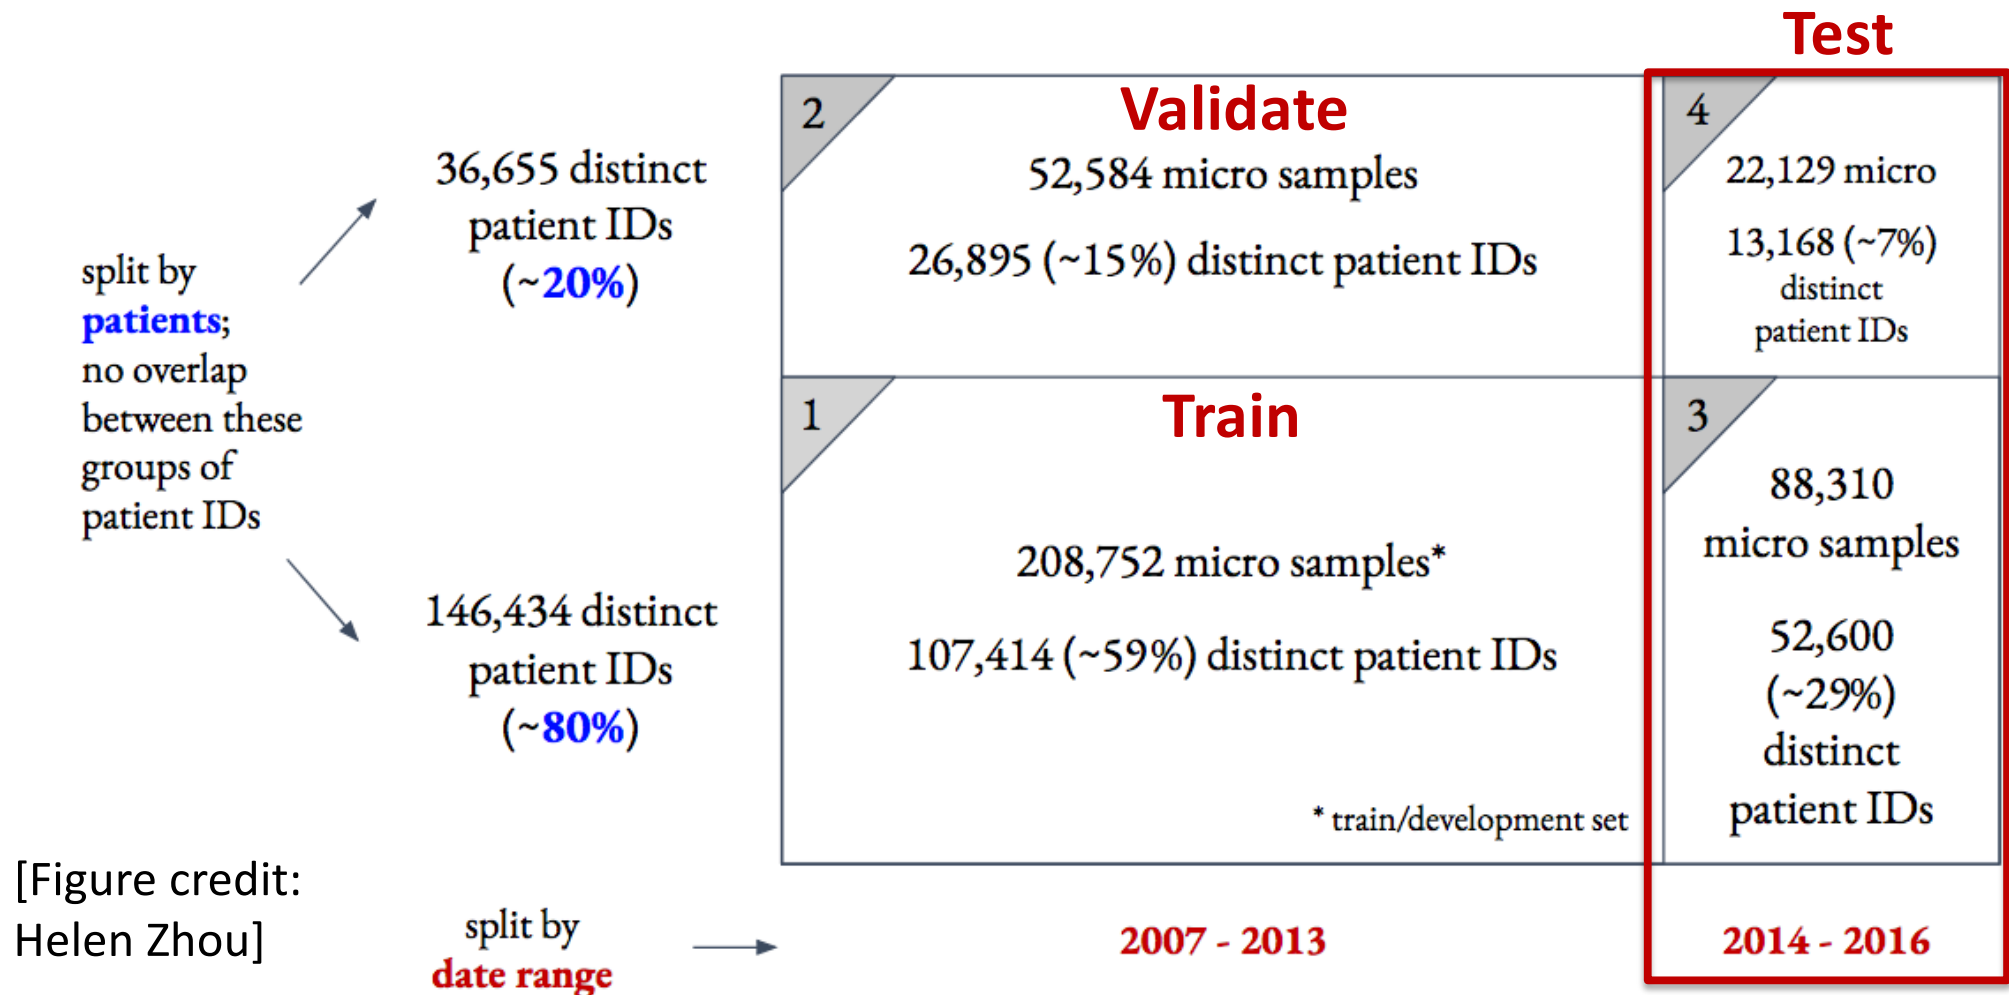 split by
patients;
no overlap
between these
groups of
patient IDs
36,655 distinct
patient IDs
(~20%)
146,434 distinct
patient IDs
(~80%)
2
Validate
52,584 micro samples
26,895 (~15%) distinct patient IDs
1
Train
208,752 micro samples*
107,414 (~59%) distinct patient IDs
* train/development set
Test
4
22,129 micro
13,168 (~7%)
distinct
patient IDs
3
88,310
micro samples
52,600
(~29%)
distinct
patient IDs
[Figure credit:
Helen Zhou]
split by
date range
2007 - 2013
2014 - 2016